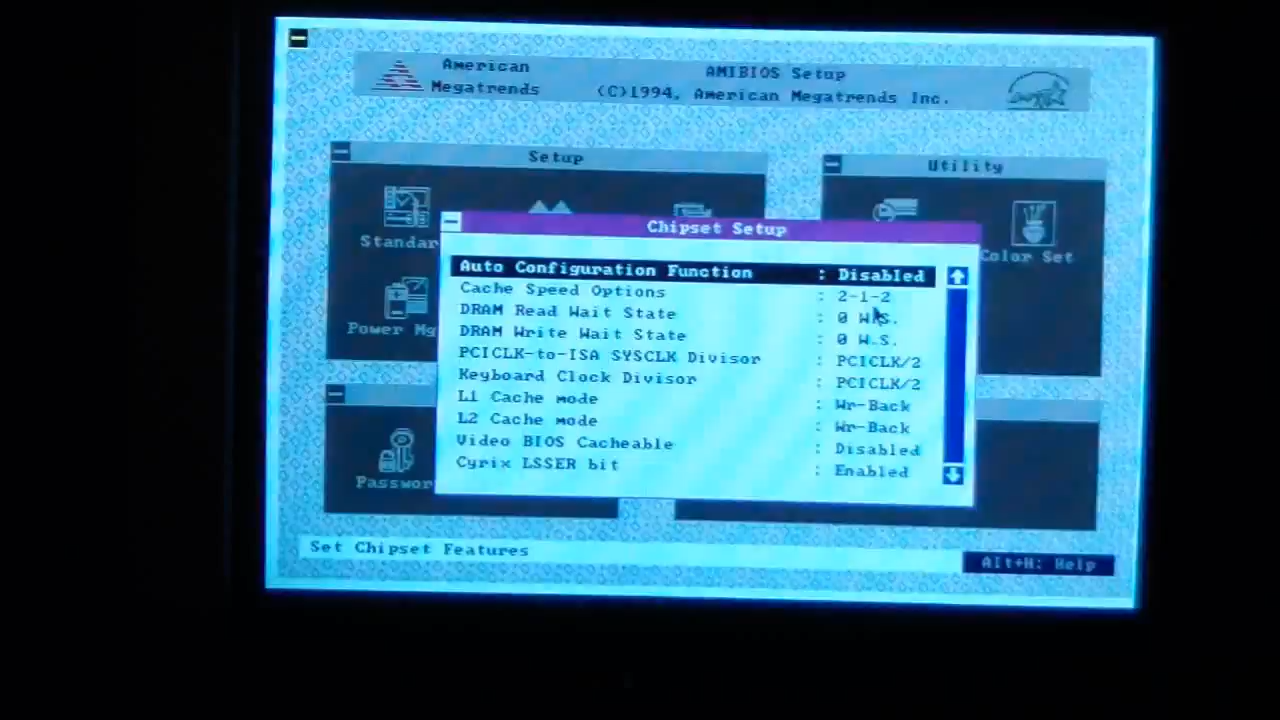 American
Megatrends
AMIBIOS Setup
(C)1994, American Megatrends Inc.
Setup
Utility
Standar
Color Set
Power Mg
Passwor
Chipset Setup
Auto Configuration Function : Disabled
Cache Speed Options : 2-1-2
DRAM Read Wait State : 0 W.S.
DRAM Write Wait State : 0 W.S.
PCICLK-to-ISA SYSCLK Divisor : PCICLK/2
Keyboard Clock Divisor : PCICLK/2
L1 Cache mode : Wr-Back
L2 Cache mode : Wr-Back
Video BIOS Cacheable : Disabled
Cyrix LSSER bit : Enabled
Set Chipset Features
Alt+H: Help